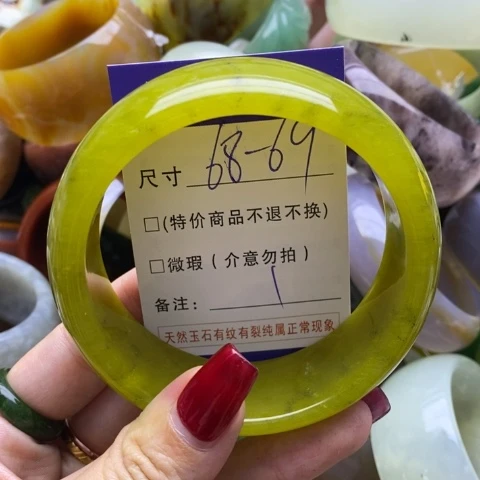 尺寸 68-69
□(特价商品不退不换)
□微瑕(介意勿拍)
备注: 1
天然玉石有纹有裂纯属正常现象